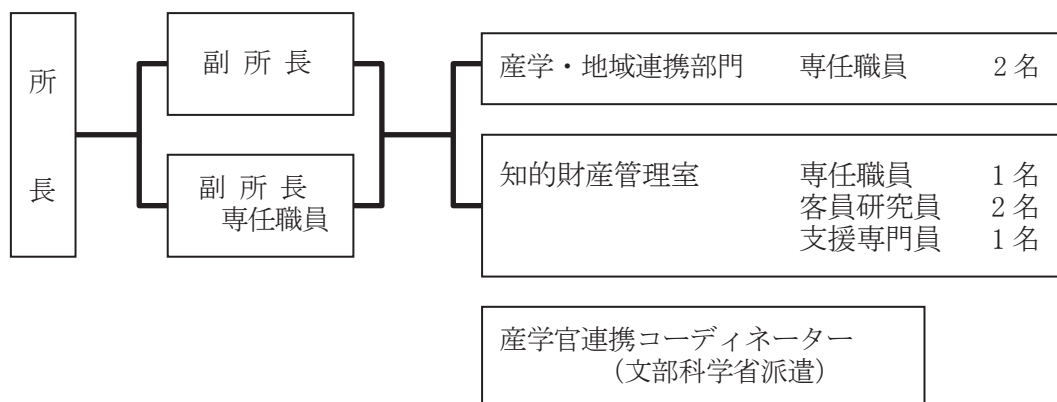 所長
副 所 長
副 所 長
専任職員
産学・地域連携部門 専任職員 2名
知的財産管理室 専任職員 1名
客員研究員 2名
支援専門員 1名
産学官連携コーディネーター
(文部科学省派遣)